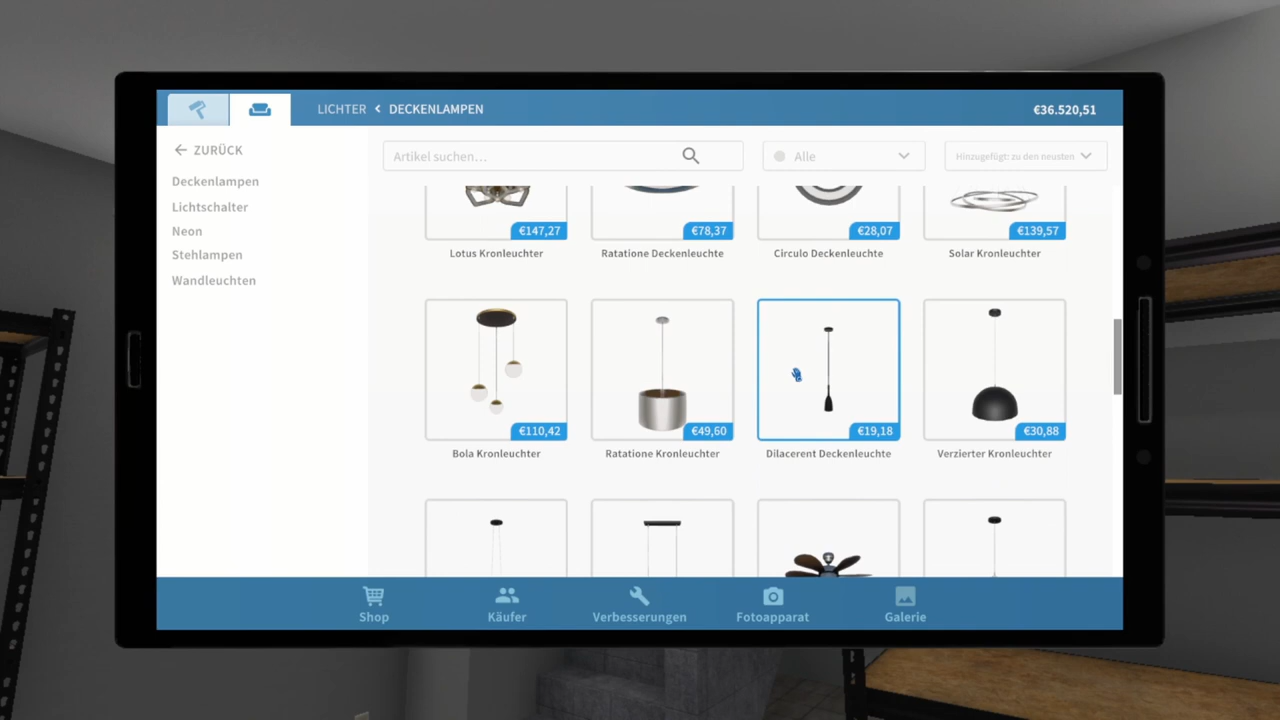 LICHTER < DECKENLAMPEN
€36.520,51
ZURÜCK
Deckenlampen
Lichtschalter
Neon
Stehlampen
Wandleuchten
Artikel suchen...
Alle
Hinzugefügt: zu den neusten
€147,27
€78,37
€28,07
€139,57
Lotus Kronleuchter
Ratatione Deckenleuchte
Circulo Deckenleuchte
Solar Kronleuchter
€110,42
€49,60
€19,18
€30,88
Bola Kronleuchter
Ratatione Kronleuchter
Dilacerent Deckenleuchte
Verzierter Kronleuchter
Shop
Käufer
Verbesserungen
Fotoapparat
Galerie